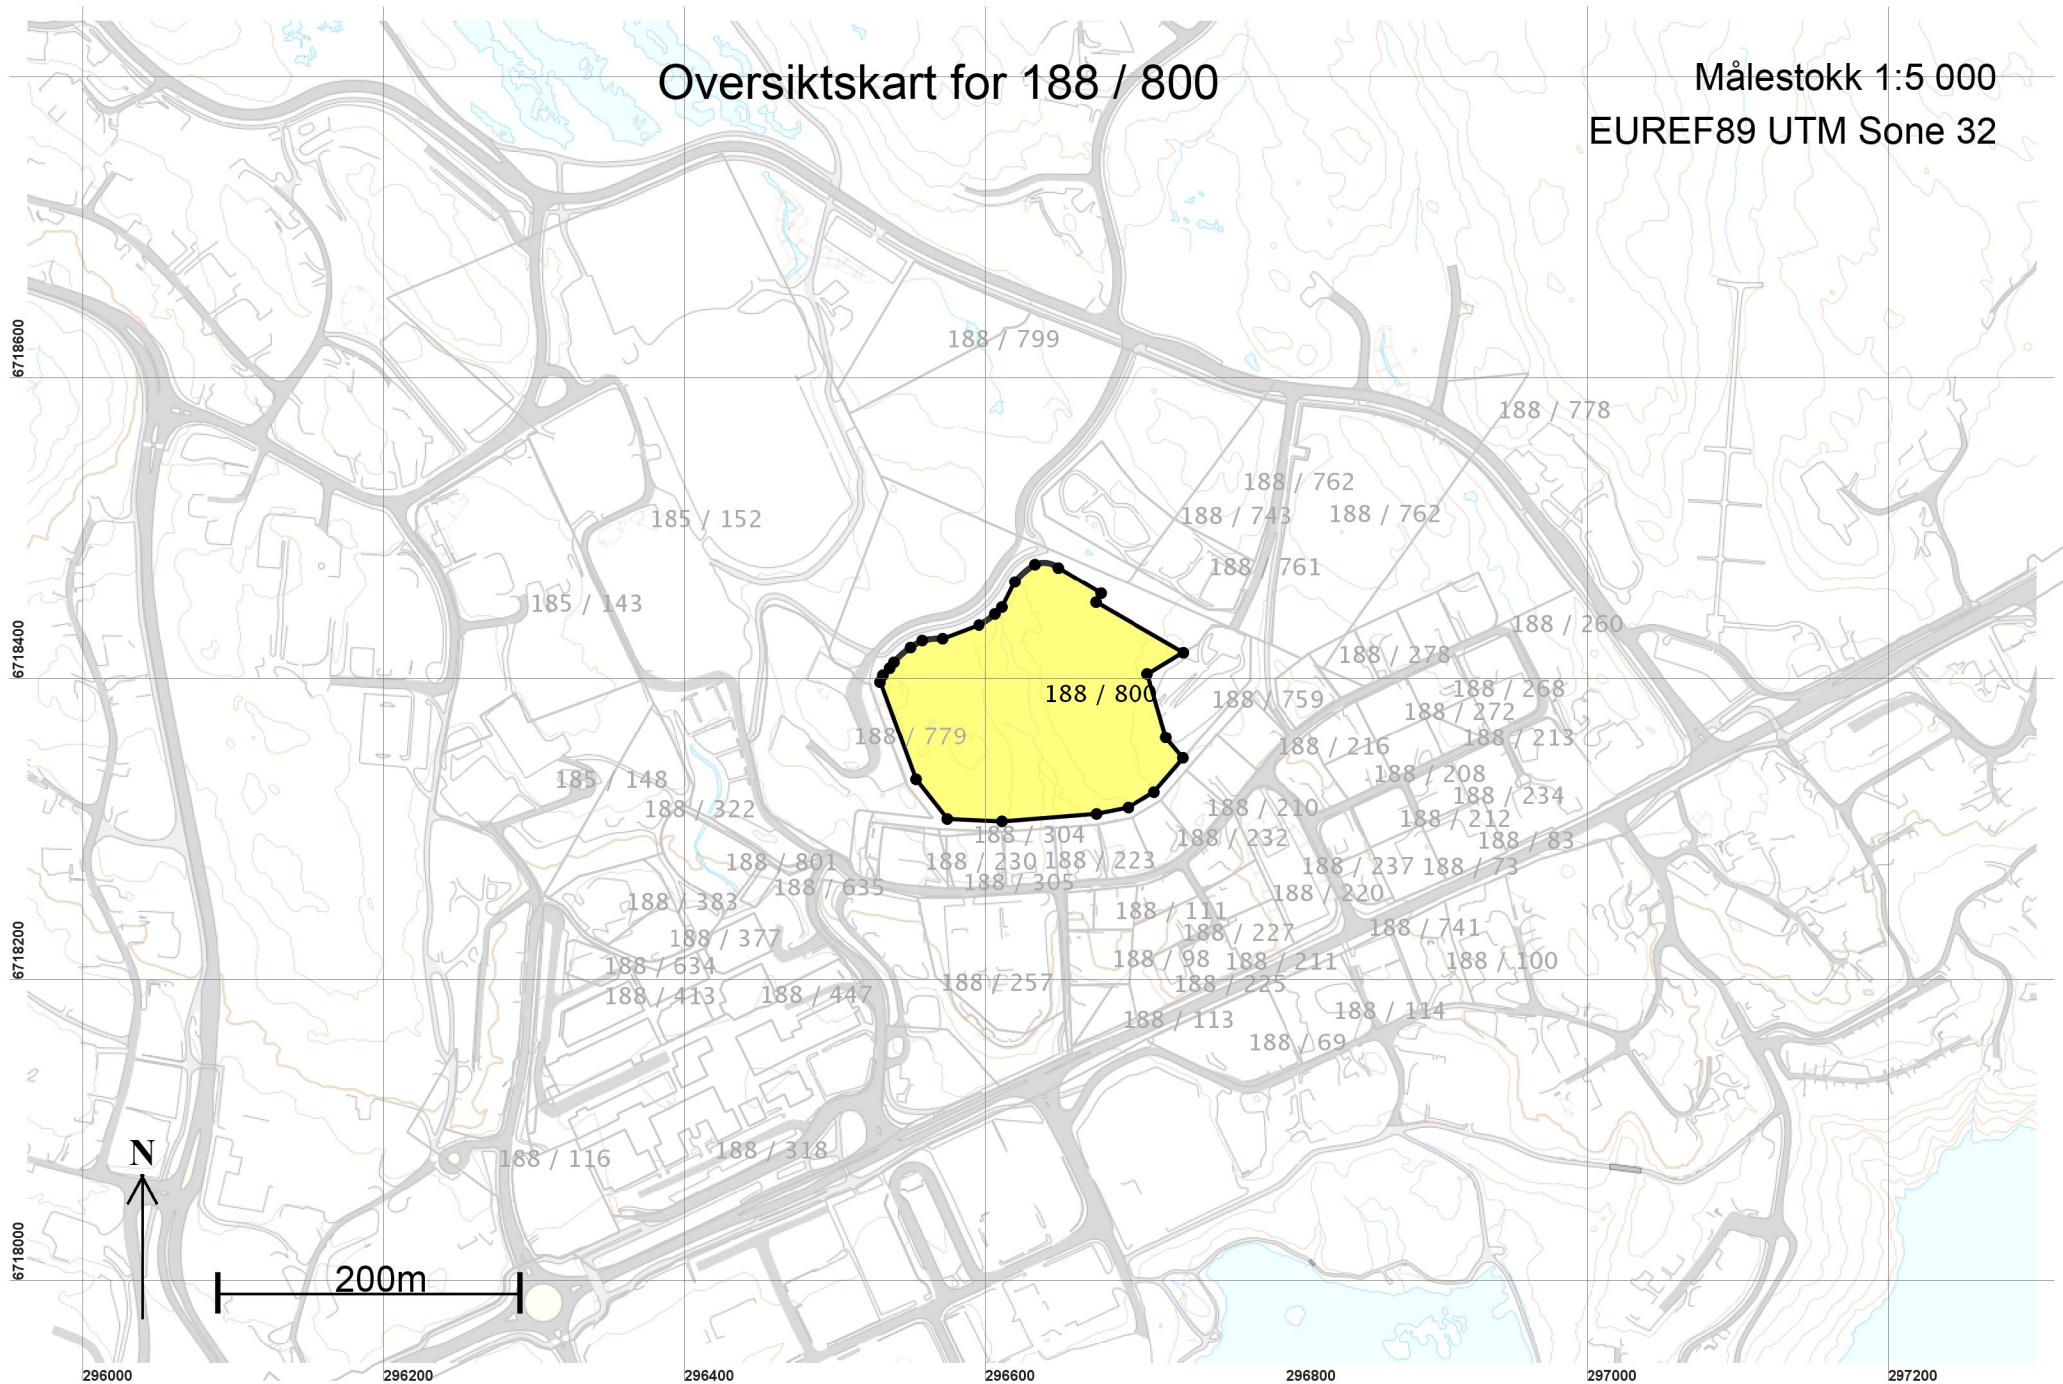 Oversiktskart for 188 / 800
Målestokk 1:5 000
EUREF89 UTM Sone 32
188 / 799
6718600
188 / 778
188 / 762
188 / 743
188 / 762
185 / 152
188 / 761
185 / 143
188 / 260
6718400
188 / 278
188 / 268
188 / 800
188 / 759
188 / 272
188 / 779
188 / 213
188 / 216
185 / 148
188 / 208
188 / 234
188 / 322
188 / 210
188 / 212
188 / 304
188 / 232
188 / 83
188 / 801
188 / 230
188 / 223
188 / 237
188 / 73
188 / 635
188 / 305
188 / 220
188 / 383
188 / 111
188 / 741
188 / 377
188 / 227
6718200
188 / 634
188 / 98
188 / 211
188 / 100
188 / 257
188 / 225
188 / 413
188 / 447
188 / 114
188 / 113
188 / 69
N
188 / 318
188 / 116
6718000
200m
296000
296200
296400
296600
296800
297000
297200